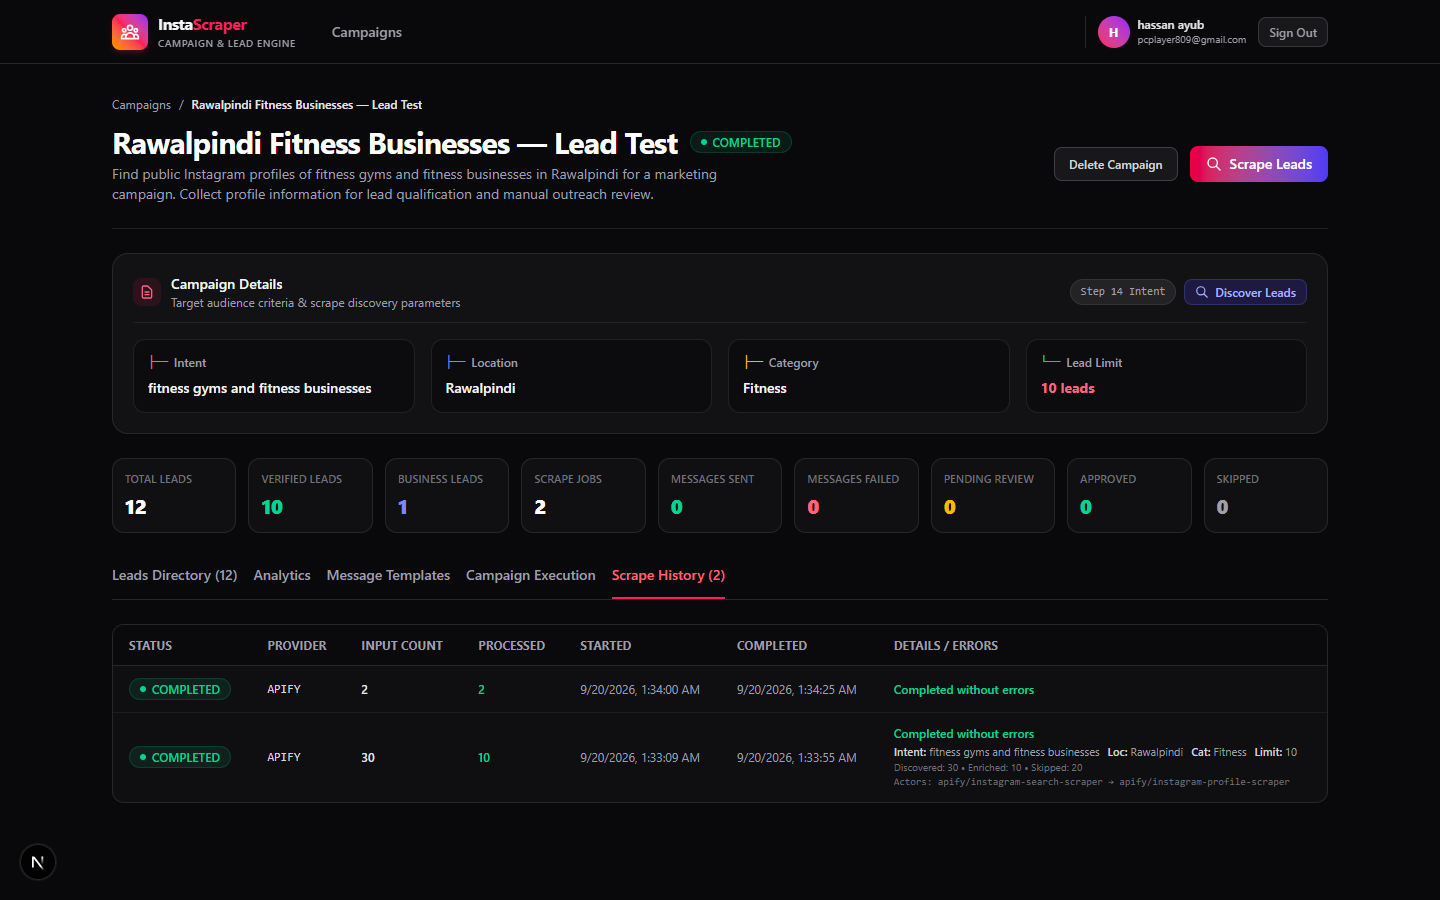 InstaScraper
CAMPAIGN & LEAD ENGINE
Campaigns
H
hassan ayub
pcplayer809@gmail.com
Sign Out
Campaigns / Rawalpindi Fitness Businesses — Lead Test
Rawalpindi Fitness Businesses — Lead Test
COMPLETED
Find public Instagram profiles of fitness gyms and fitness businesses in Rawalpindi for a marketing
campaign. Collect profile information for lead qualification and manual outreach review.
Delete Campaign
Scrape Leads
Campaign Details
Target audience criteria & scrape discovery parameters
Step 14 Intent
Discover Leads
├── Intent
fitness gyms and fitness businesses
├── Location
Rawalpindi
├── Category
Fitness
└── Lead Limit
10 leads
TOTAL LEADS
12
VERIFIED LEADS
10
BUSINESS LEADS
1
SCRAPE JOBS
2
MESSAGES SENT
0
MESSAGES FAILED
0
PENDING REVIEW
0
APPROVED
0
SKIPPED
0
Leads Directory (12) Analytics Message Templates Campaign Execution Scrape History (2)
STATUS PROVIDER INPUT COUNT PROCESSED STARTED COMPLETED DETAILS / ERRORS
COMPLETED APIFY 2 2 9/20/2026, 1:34:00 AM 9/20/2026, 1:34:25 AM Completed without errors
COMPLETED APIFY 30 10 9/20/2026, 1:33:09 AM 9/20/2026, 1:33:55 AM Completed without errors
Intent: fitness gyms and fitness businesses Loc: Rawalpindi Cat: Fitness Limit: 10
Discovered: 30 • Enriched: 10 • Skipped: 20
Actors: apify/instagram-search-scraper → apify/instagram-profile-scraper
N